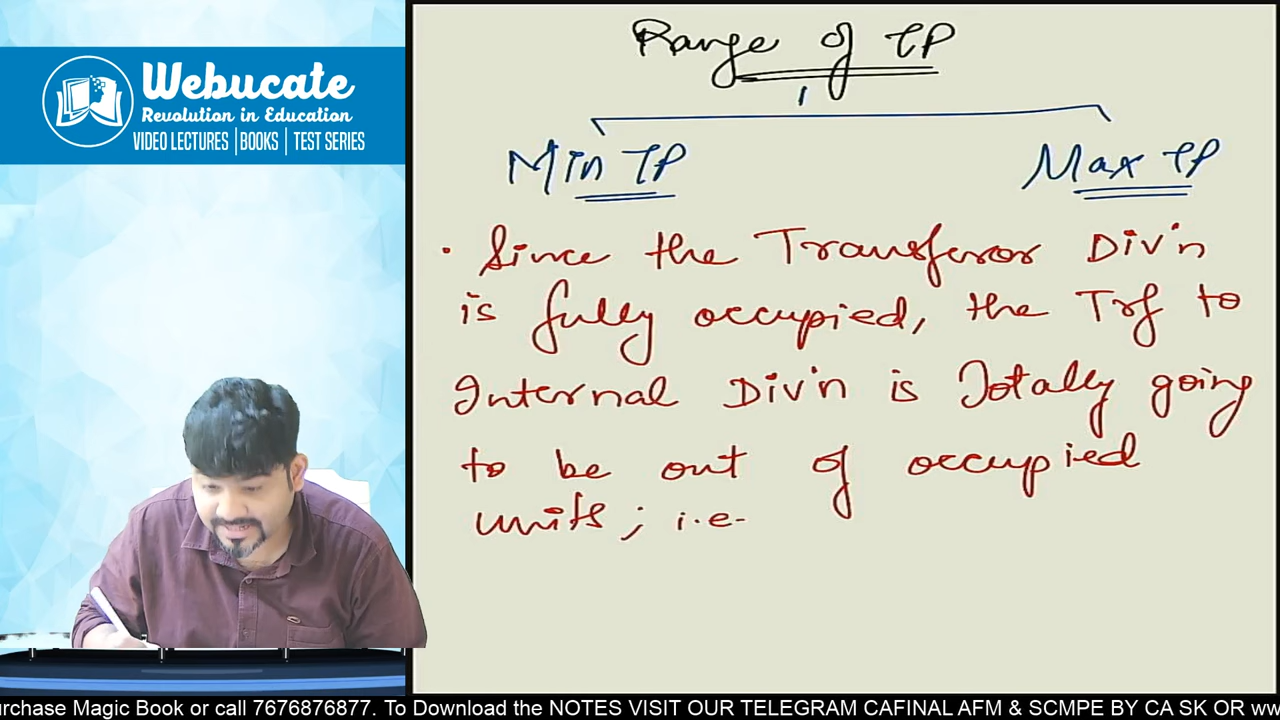 Webucate
Revolution in Education
VIDEO LECTURES | BOOKS | TEST SERIES
Range of TP
Min TP
Max TP
· Since the Transferor Div'n
is fully occupied, the Trf to
Internal Div'n is Totally going
to be out of occupied
units; i.e-
urchase Magic Book or call 7676876877. To Download the NOTES VISIT OUR TELEGRAM CAFINAL AFM & SCMPE BY CA SK OR ww